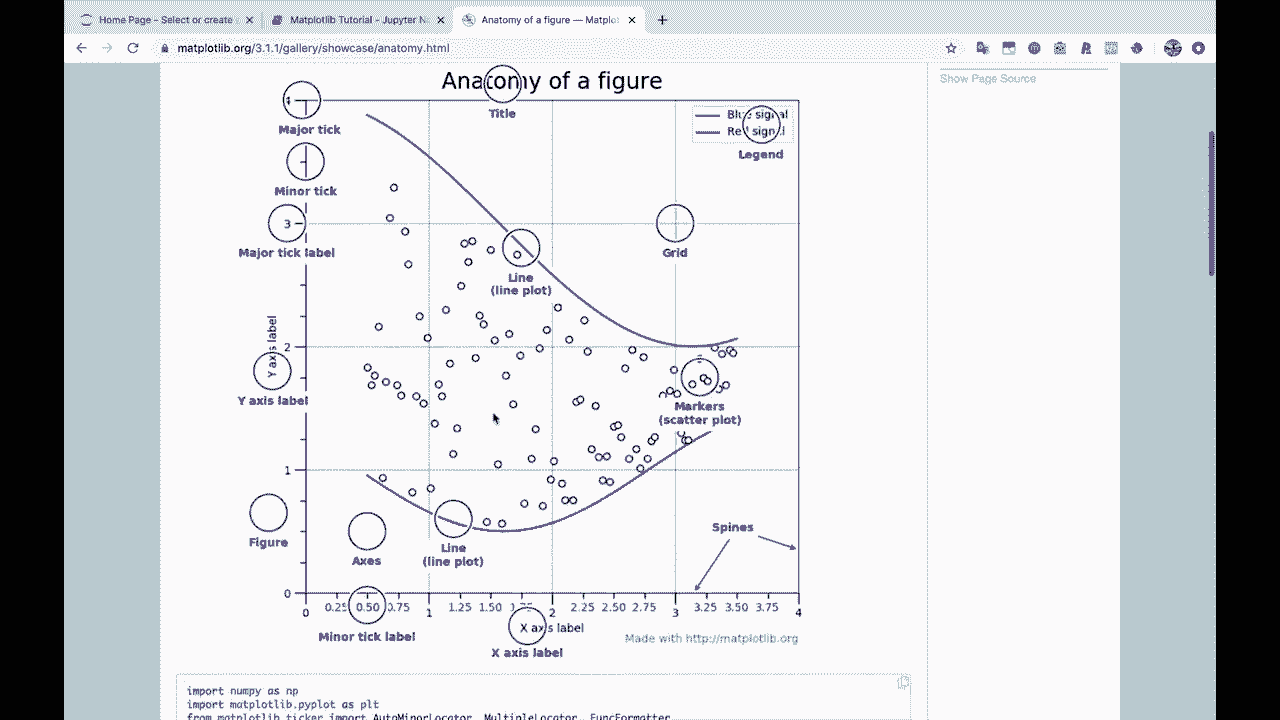 Home Page - Select or create
Matplotlib Tutorial - Jupyter No
Anatomy of a figure — Matplot
matplotlib.org/3.1.1/gallery/showcase/anatomy.html
Show Page Source
Anatomy of a figure
Title
4
Major tick
Blue signal
Red signal
Legend
Minor tick
3
Major tick label
Grid
Line
(line plot)
Y axis label
2
Y axis label
Markers
(scatter plot)
1
Figure
Axes
Line
(line plot)
Spines
0
0 0.25 0.50 0.75 1 1.25 1.50 1.75 2 2.25 2.50 2.75 3 3.25 3.50 3.75 4
Minor tick label
X axis label
X axis label
Made with http://matplotlib.org
import numpy as np
import matplotlib.pyplot as plt
from matplotlib.ticker import AutoMinorLocator, MultipleLocator, FuncFormatter